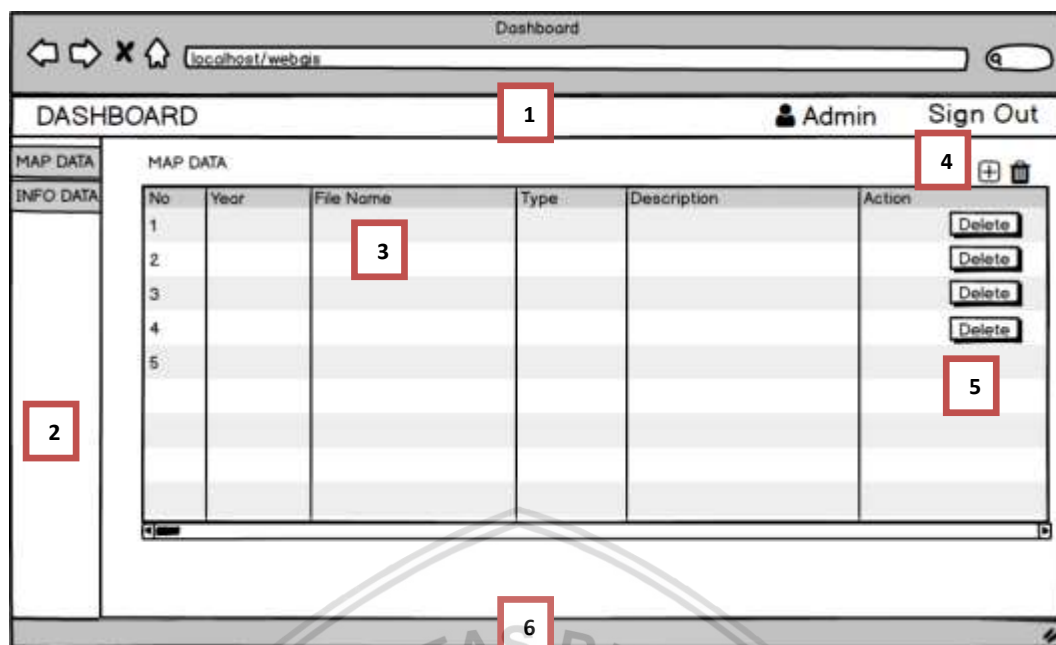 Dashboard
localhost/webgis
DASHBOARD 1 Admin Sign Out
MAP DATA MAP DATA 4
INFO DATA No Year File Name Type Description Action
1 Delete
3
2 Delete
3 Delete
4 Delete
5
5
2
6